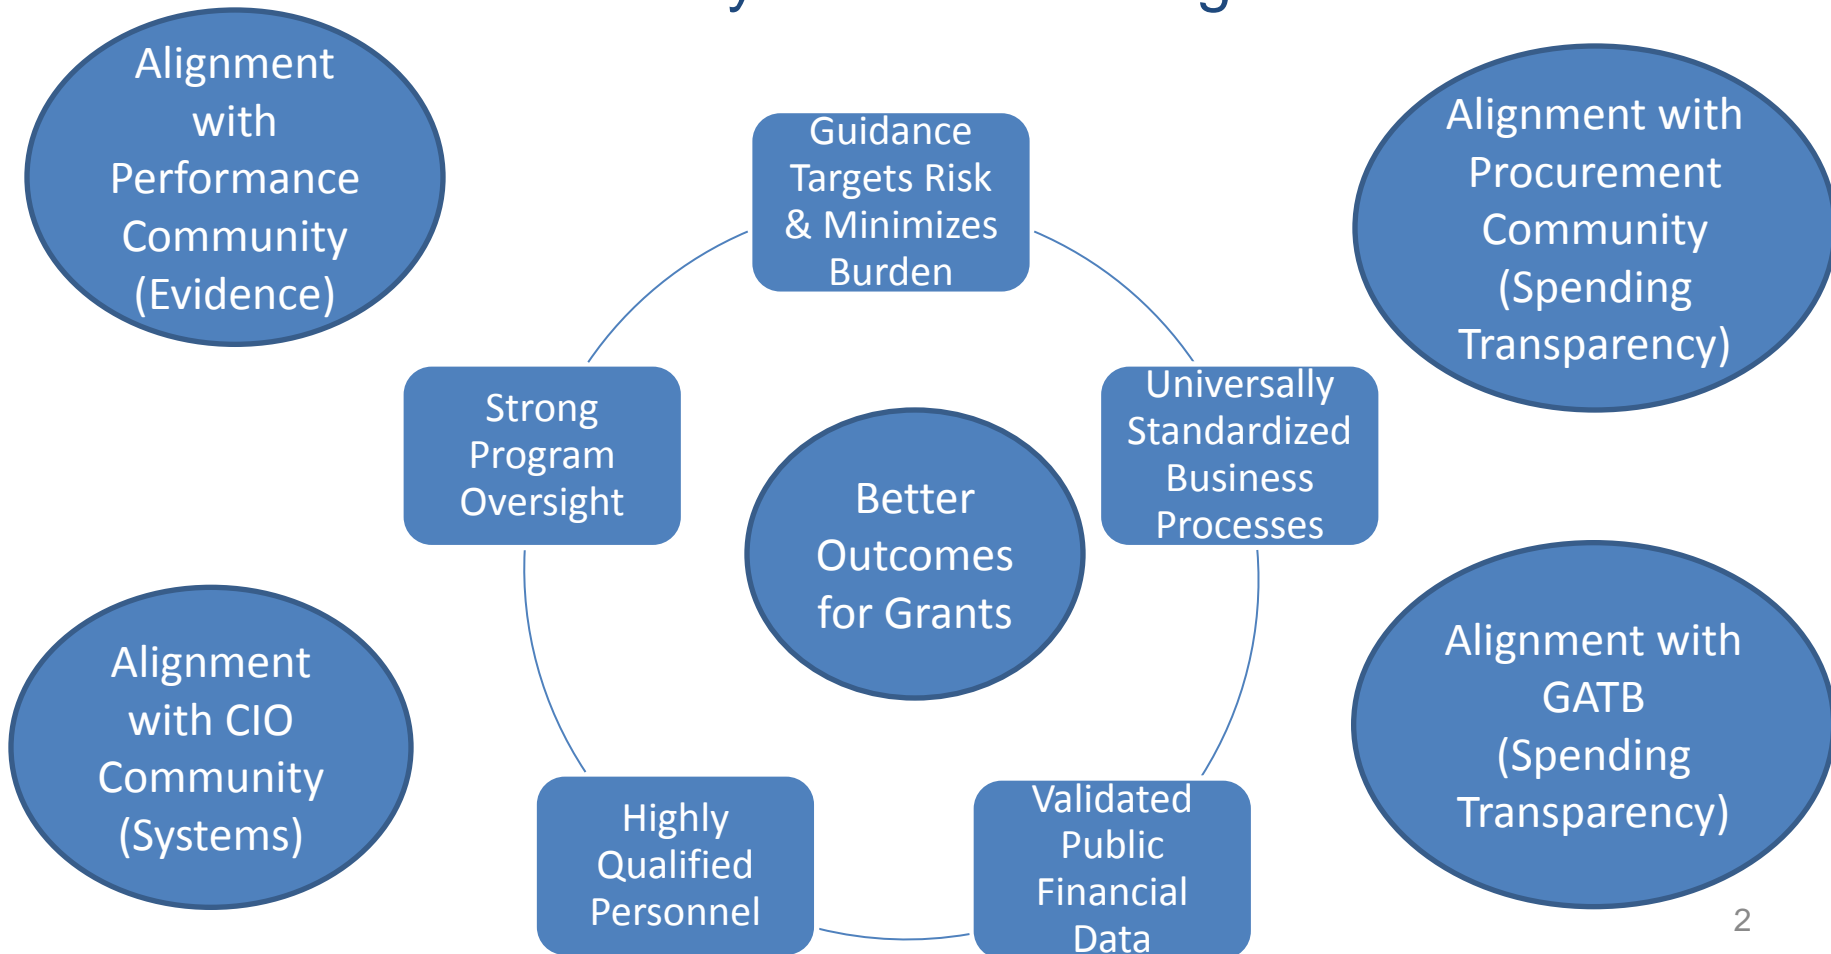 Alignment
with
Performance
Community
(Evidence)
Guidance
Targets Risk
& Minimizes
Burden
Alignment with
Procurement
Community
(Spending
Transparency)
Strong
Program
Oversight
Universally
Standardized
Business
Processes
Better
Outcomes
for Grants
Alignment
with CIO
Community
(Systems)
Alignment with
GATB
(Spending
Transparency)
Highly
Qualified
Personnel
Validated
Public
Financial
Data
2